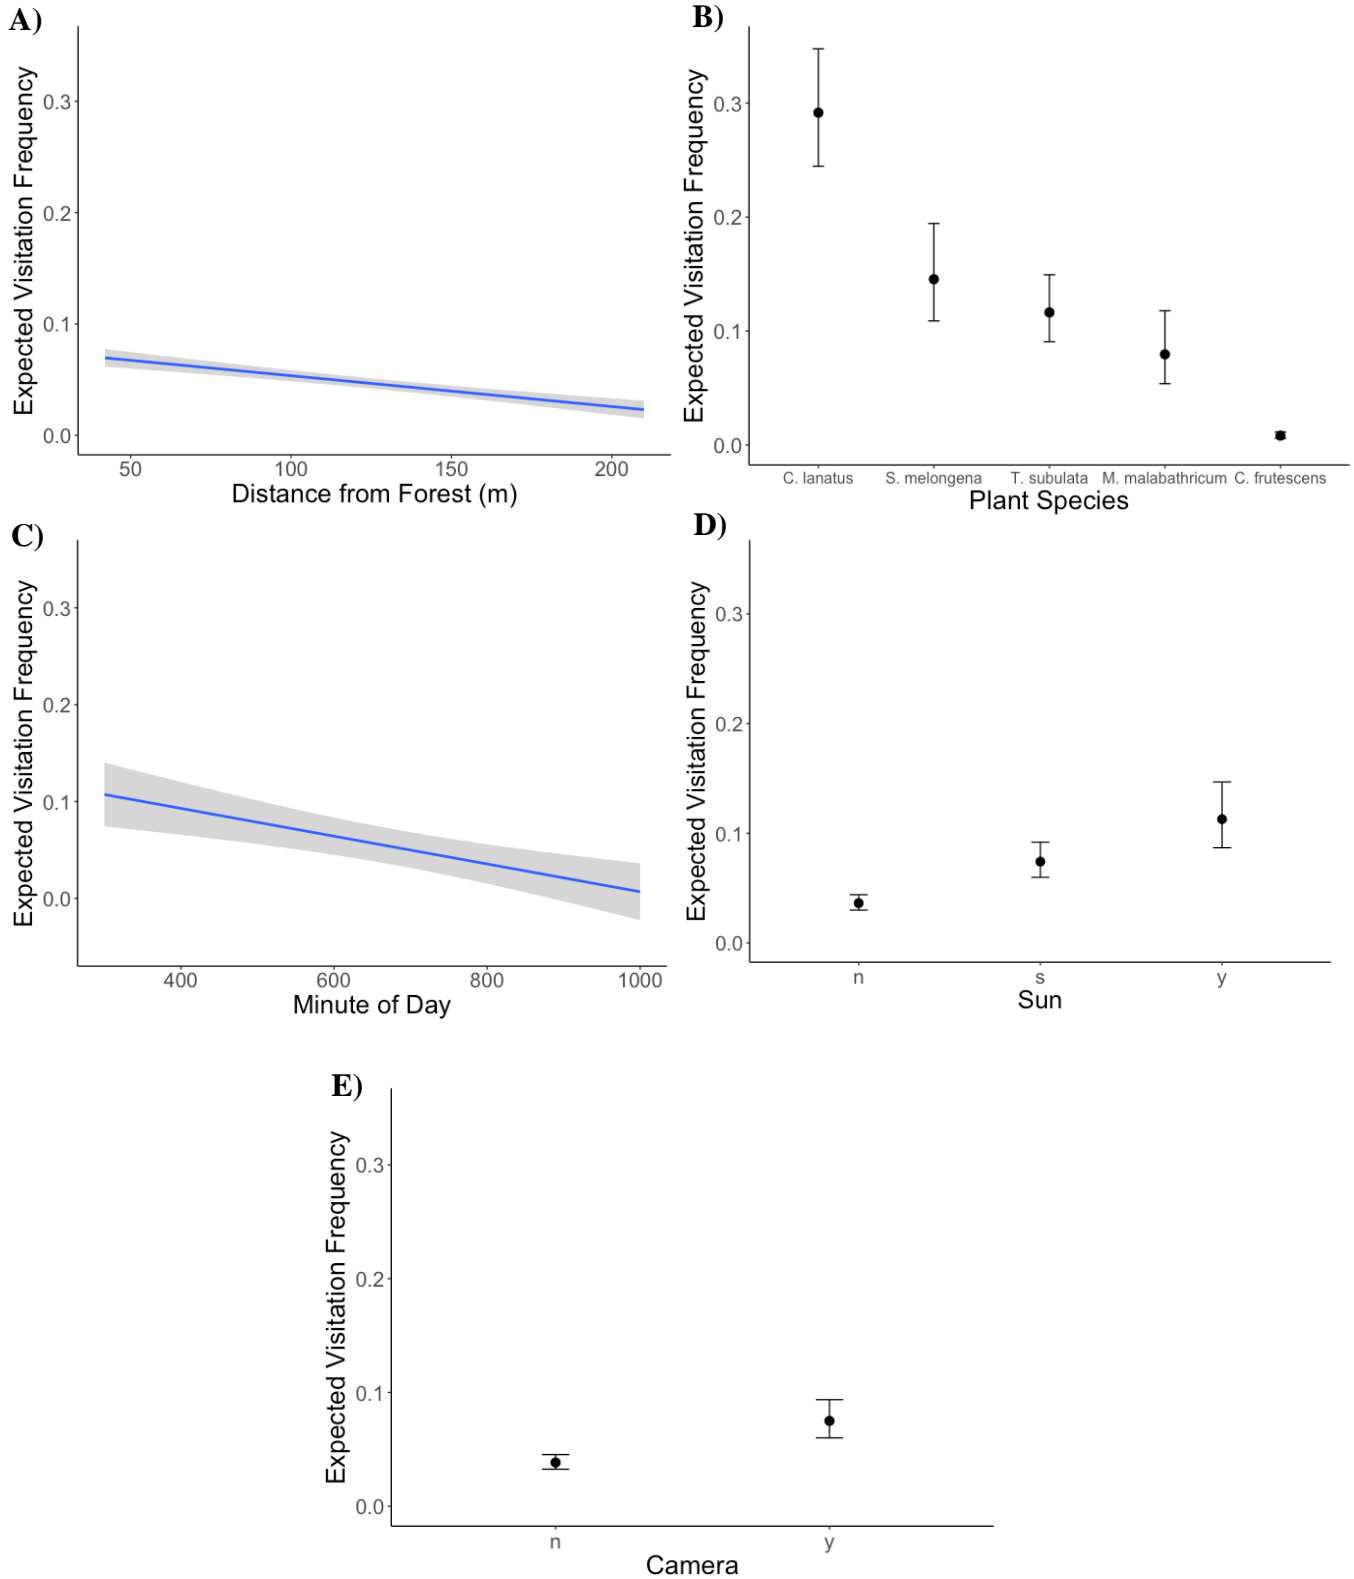 A)
Expected Visitation Frequency
0.3
0.2
0.1
0.0
50 100 150 200
Distance from Forest (m)
B)
Expected Visitation Frequency
0.3
0.2
0.1
0.0
C. lanatus S. melongena T. subulata M. malabathricum C. frutescens
Plant Species
C)
Expected Visitation Frequency
0.3
0.2
0.1
0.0
400 600 800 1000
Minute of Day
D)
Expected Visitation Frequency
0.3
0.2
0.1
0.0
n s y
Sun
E)
Expected Visitation Frequency
0.3
0.2
0.1
0.0
n y
Camera